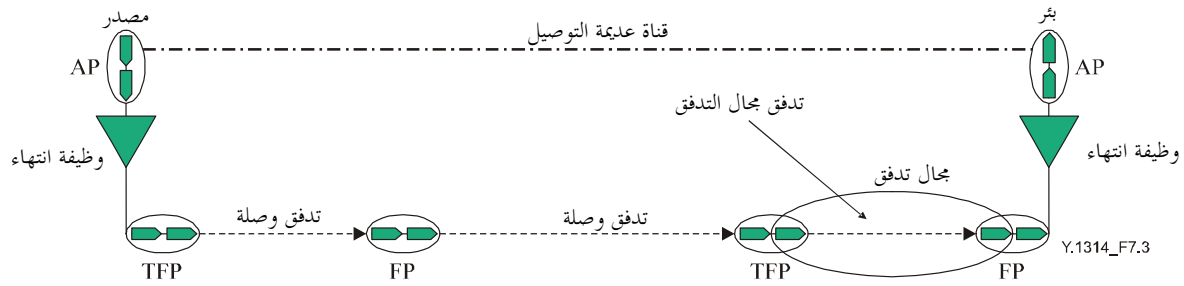 مصدر
بئر
قناة عديمة التوصيل
AP
AP
تدفق مجال التدفق
وظيفة انتهاء
وظيفة انتهاء
مجال تدفق
تدفق وصلة
تدفق وصلة
Y.1314_F7.3
TFP
FP
TFP
FP